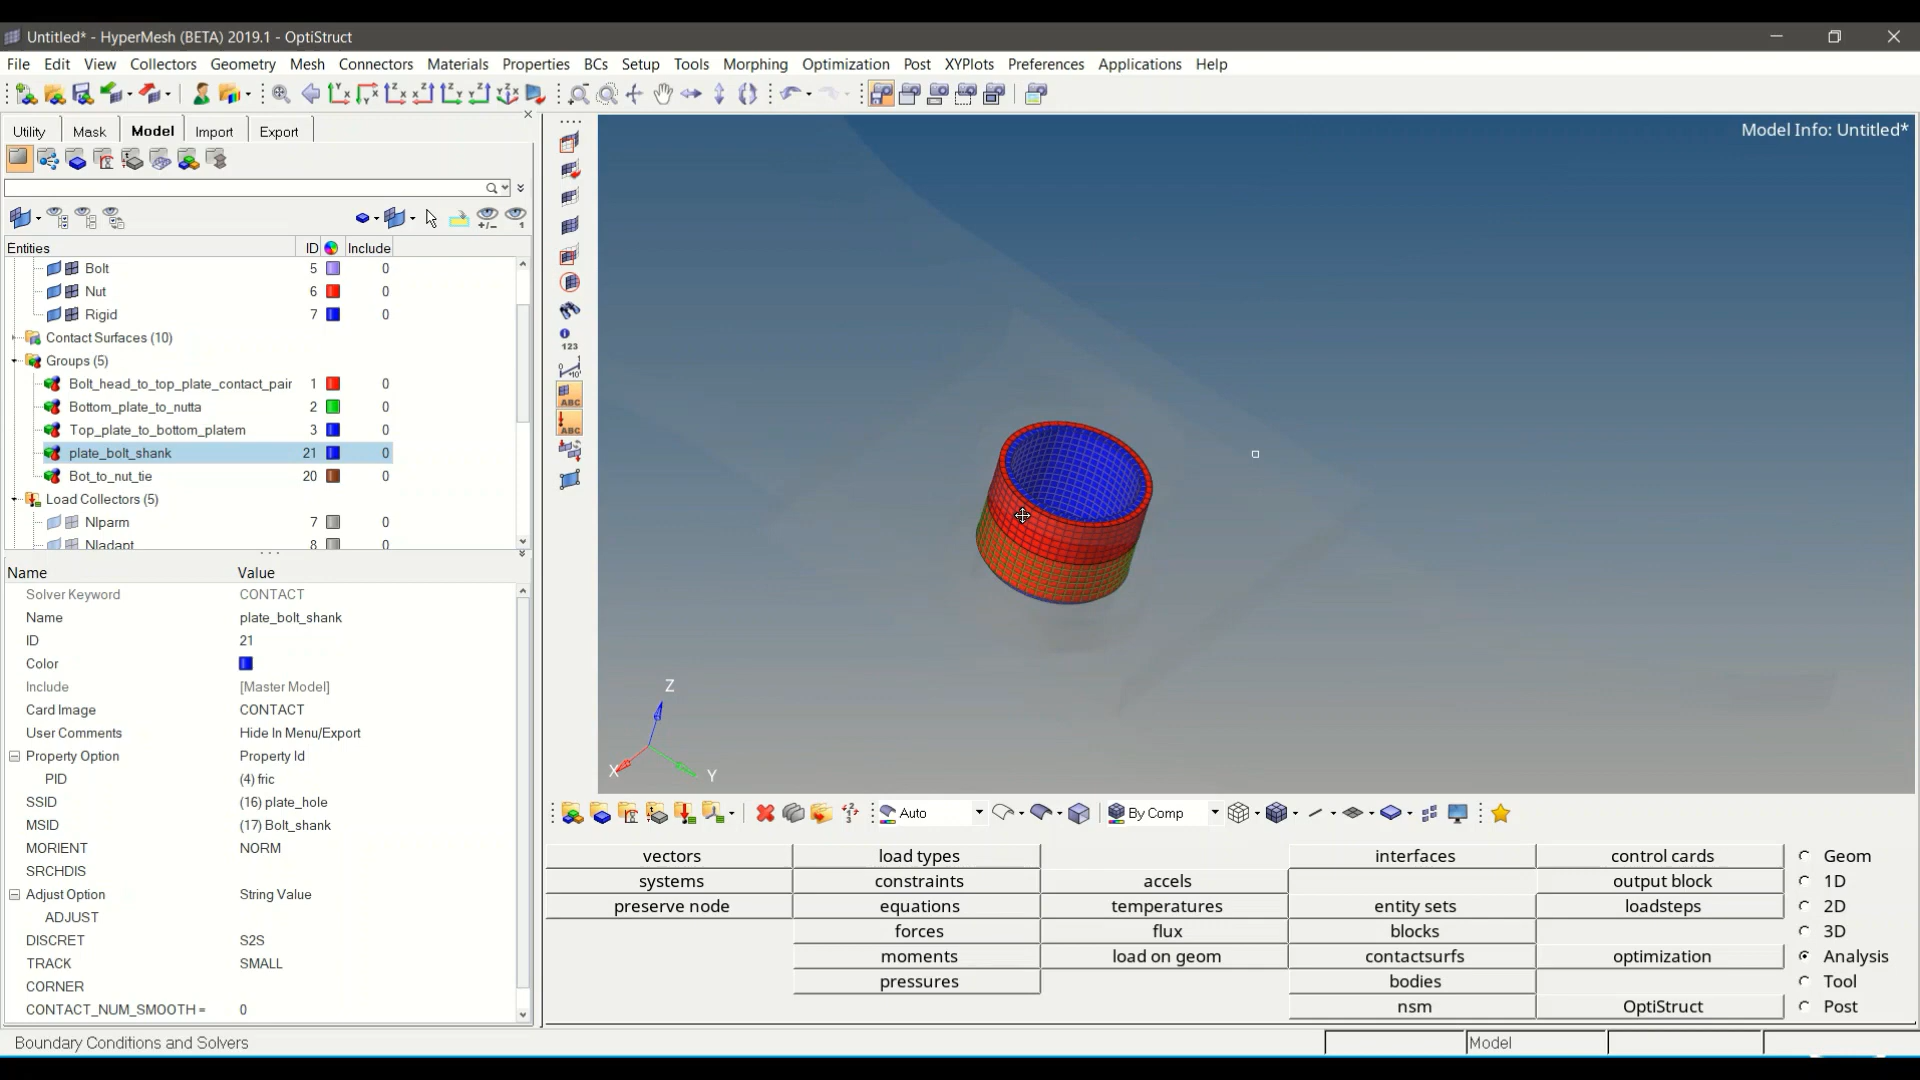 Untitled* - HyperMesh (BETA) 2019.1 - OptiStruct
File Edit View Collectors Geometry Mesh Connectors Materials Properties BCs Setup Tools Morphing Optimization Post XYPlots Preferences Applications Help
Utility Mask Model Import Export
Model Info: Untitled*
Entities ID Include
Bolt 5 0
Nut 6 0
Rigid 7 0
Contact Surfaces (10)
Groups (5)
Bolt_head_to_top_plate_contact_pair 1 0
Bottom_plate_to_nutta 2 0
Top_plate_to_bottom_platem 3 0
plate_bolt_shank 21 0
Bot_to_nut_tie 20 0
Load Collectors (5)
Nlparm 7 0
Nladapt 8 0
Name Value
Solver Keyword CONTACT
Name plate_bolt_shank
ID 21
Color
Include [Master Model]
Card Image CONTACT
User Comments Hide In Menu/Export
Property Option Property Id
PID (4) fric
SSID (16) plate_hole
MSID (17) Bolt_shank
MORIENT NORM
SRCHDIS
Adjust Option String Value
ADJUST
DISCRET S2S
TRACK SMALL
CORNER
CONTACT_NUM_SMOOTH = 0
123
ABC
ABC
Z
X
Y
Auto By Comp
vectors load types interfaces control cards Geom
systems constraints accels output block 1D
preserve node equations temperatures entity sets loadsteps 2D
forces flux blocks 3D
moments load on geom contactsurfs optimization Analysis
pressures bodies Tool
nsm OptiStruct Post
Boundary Conditions and Solvers Model